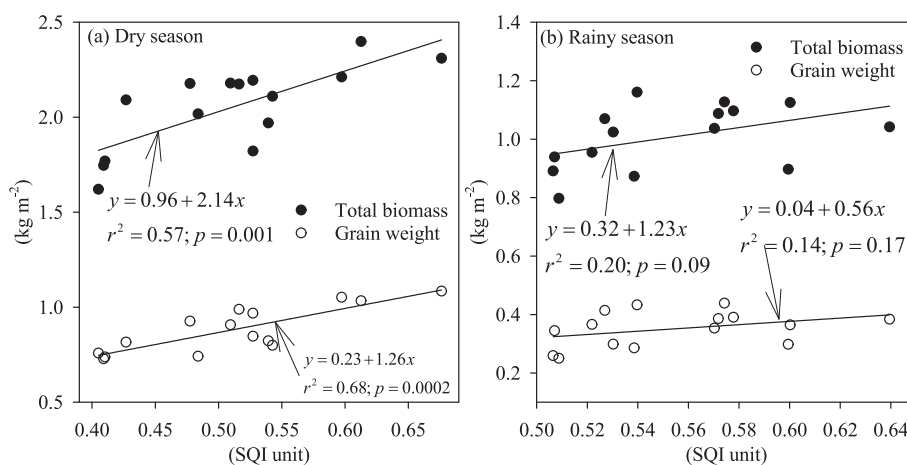 (a) Dry season
Total biomass
Grain weight
y = 0.96 + 2.14x
r² = 0.57; p = 0.001
y = 0.23 + 1.26x
r² = 0.68; p = 0.0002
2.5
2.0
1.5
1.0
0.5
(kg m⁻²)
0.40 0.45 0.50 0.55 0.60 0.65
(SQI unit)
(b) Rainy season
Total biomass
Grain weight
y = 0.32 + 1.23x
r² = 0.20; p = 0.09
y = 0.04 + 0.56x
r² = 0.14; p = 0.17
1.4
1.2
1.0
0.8
0.6
0.4
0.2
(kg m⁻²)
0.50 0.52 0.54 0.56 0.58 0.60 0.62 0.64
(SQI unit)